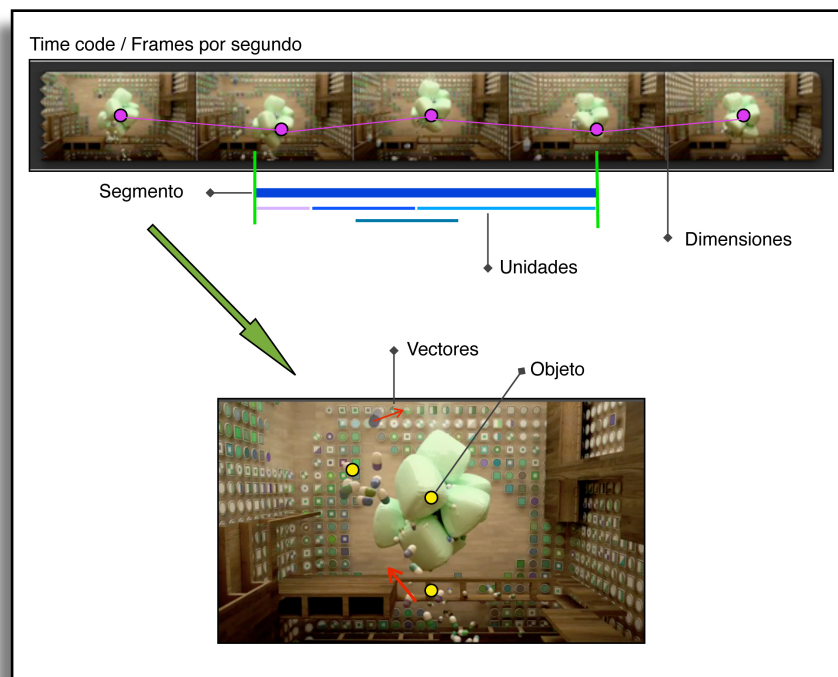 Time code / Frames por segundo
Segmento
Dimensiones
Unidades
Vectores
Objeto